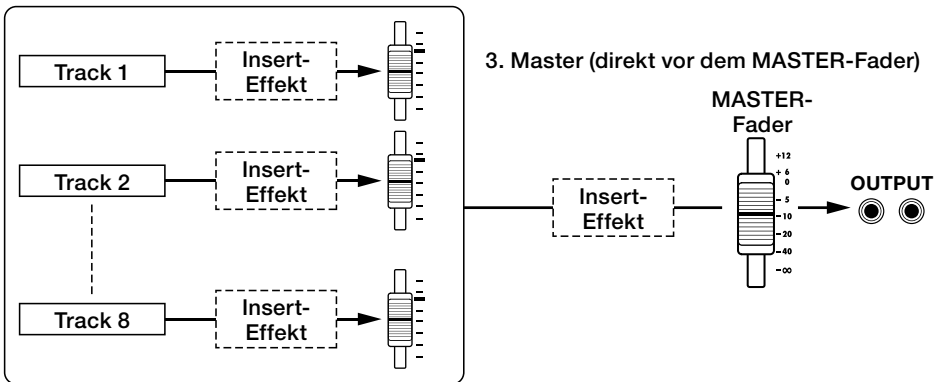 Track 1
Insert-
Effekt
Track 2
Insert-
Effekt
Track 8
Insert-
Effekt
3. Master (direkt vor dem MASTER-Fader)
Insert-
Effekt
MASTER-
Fader
+12
+ 6
0
- 5
-10
-20
-40
-∞
OUTPUT